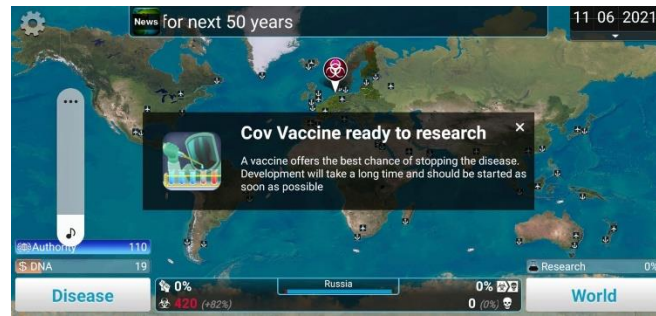 News for next 50 years
11 06 2021
Cov Vaccine ready to research
A vaccine offers the best chance of stopping the disease.
Development will take a long time and should be started as
soon as possible
Authority 110
$ DNA 19
Research 0%
Disease
0%
Russia
0%
420 (+82%)
0 (0%)
World